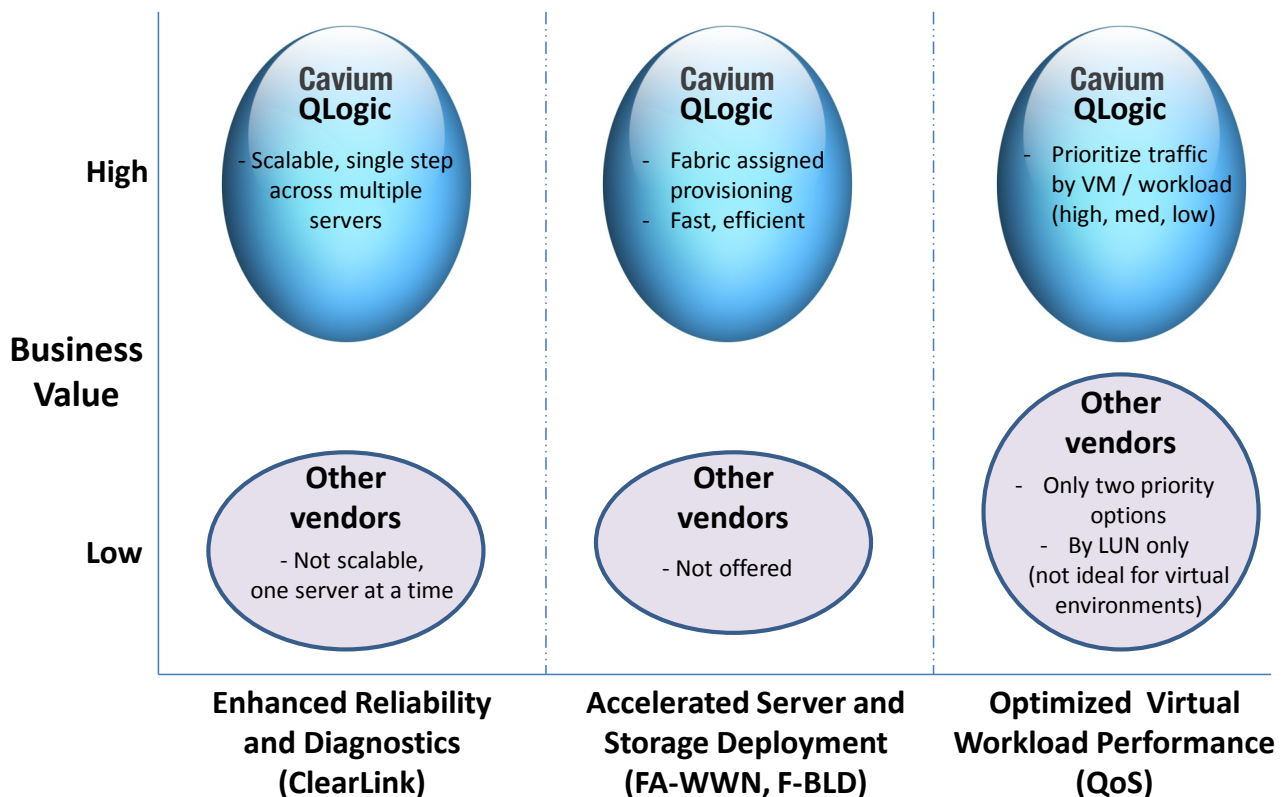 Cavium
QLogic
- Scalable, single step
across multiple
servers
Cavium
QLogic
- Fabric assigned
provisioning
- Fast, efficient
Cavium
QLogic
- Prioritize traffic
by VM / workload
(high, med, low)
High
Business
Value
Low
Other
vendors
- Not scalable,
one server at a time
Other
vendors
- Not offered
Other
vendors
- Only two priority
options
- By LUN only
(not ideal for virtual
environments)
Enhanced Reliability
and Diagnostics
(ClearLink)
Accelerated Server and
Storage Deployment
(FA-WWN, F-BLD)
Optimized Virtual
Workload Performance
(QoS)